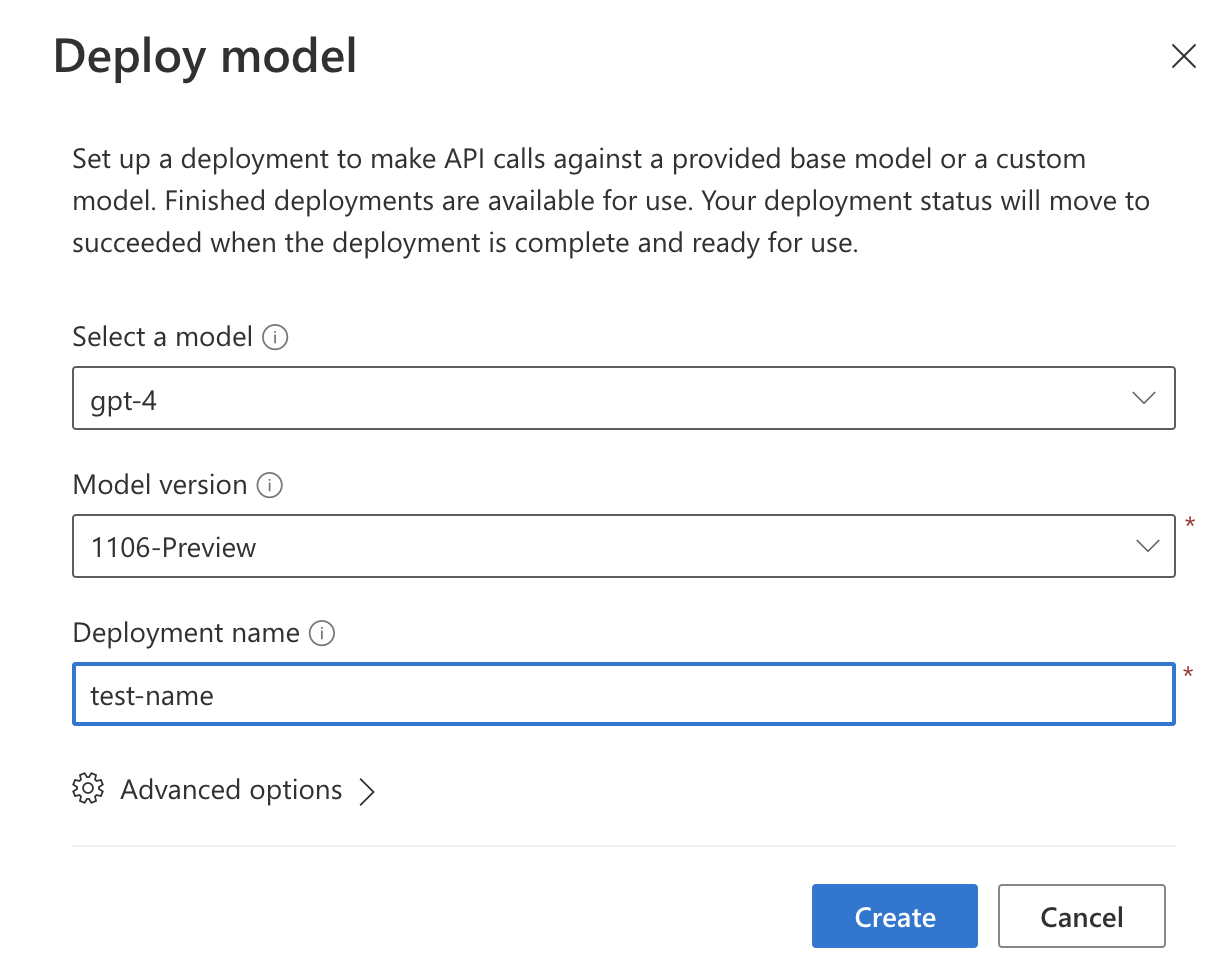 Deploy model
Set up a deployment to make API calls against a provided base model or a custom
model. Finished deployments are available for use. Your deployment status will move to
succeeded when the deployment is complete and ready for use.
Select a model
gpt-4
Model version
1106-Preview
*
Deployment name
test-name
*
Advanced options
Create
Cancel